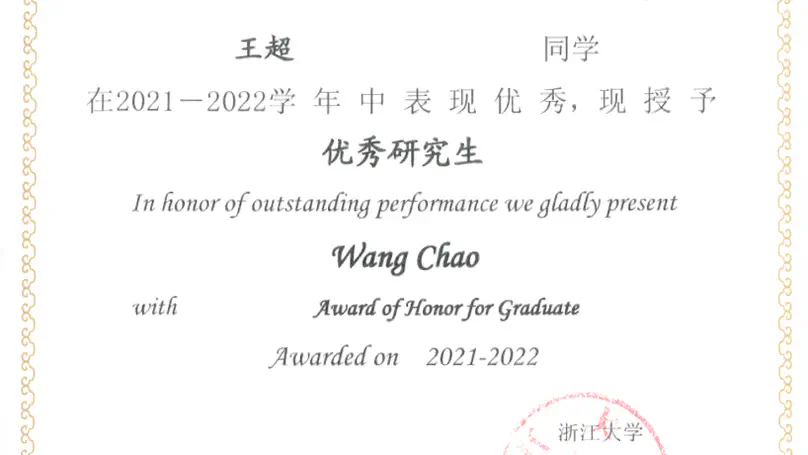 王超 同学
在2021-2022学年中表现优秀,现授予
优秀研究生
In honor of outstanding performance we gladly present
Wang Chao
with Award of Honor for Graduate
Awarded on 2021-2022
浙江大学